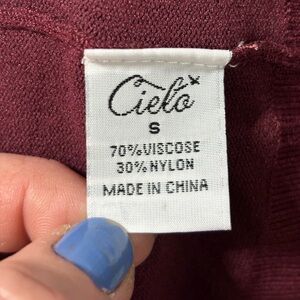 Cielo
S
70%VISCOSE
30%NYLON
MADE IN CHINA